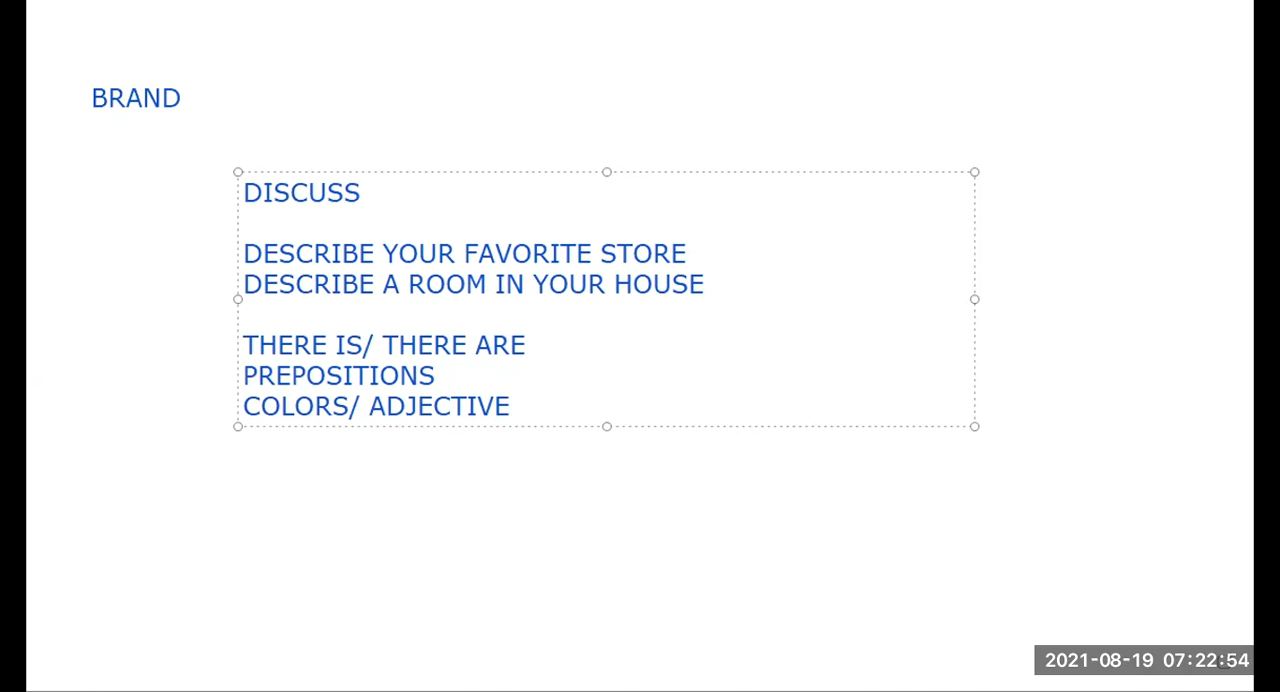 BRAND
DISCUSS
DESCRIBE YOUR FAVORITE STORE
DESCRIBE A ROOM IN YOUR HOUSE
THERE IS/ THERE ARE
PREPOSITIONS
COLORS/ ADJECTIVE
2021-08-19 07:22:54